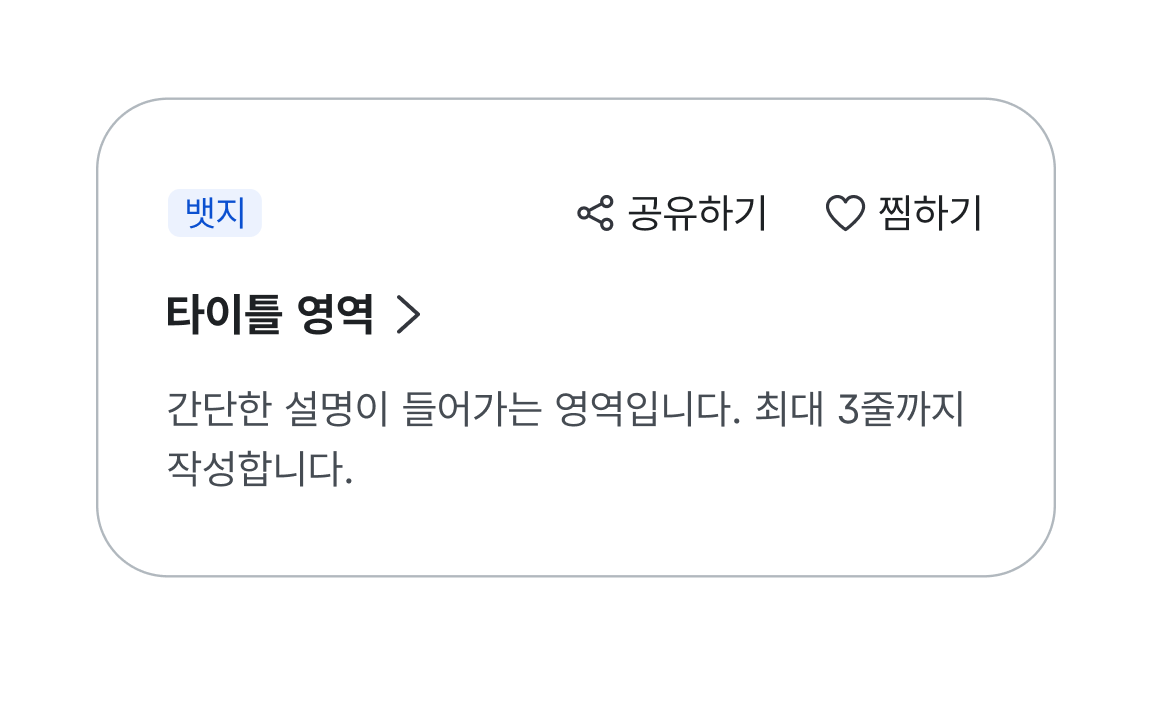 뱃지 공유하기 찜하기
타이틀 영역
간단한 설명이 들어가는 영역입니다. 최대 3줄까지
작성합니다.